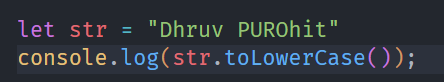 let str = "Dhruv PUROhit"
console.log(str.toLowerCase());